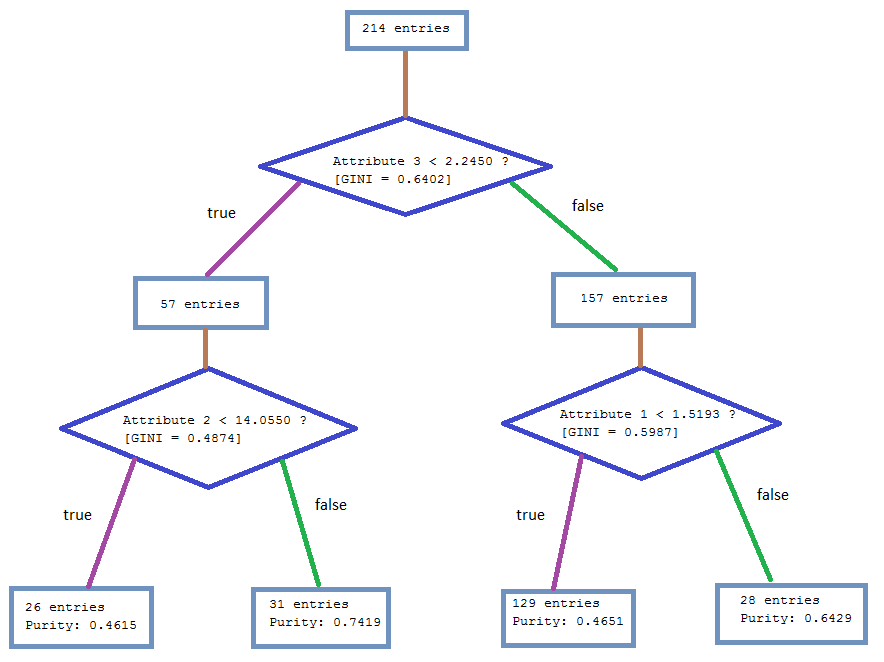 214 entries
Attribute 3 < 2.2450 ?
[GINI = 0.6402]
true
false
57 entries
157 entries
Attribute 2 < 14.0550 ?
[GINI = 0.4874]
Attribute 1 < 1.5193 ?
[GINI = 0.5987]
true
false
true
false
26 entries
Purity: 0.4615
31 entries
Purity: 0.7419
129 entries
Purity: 0.4651
28 entries
Purity: 0.6429